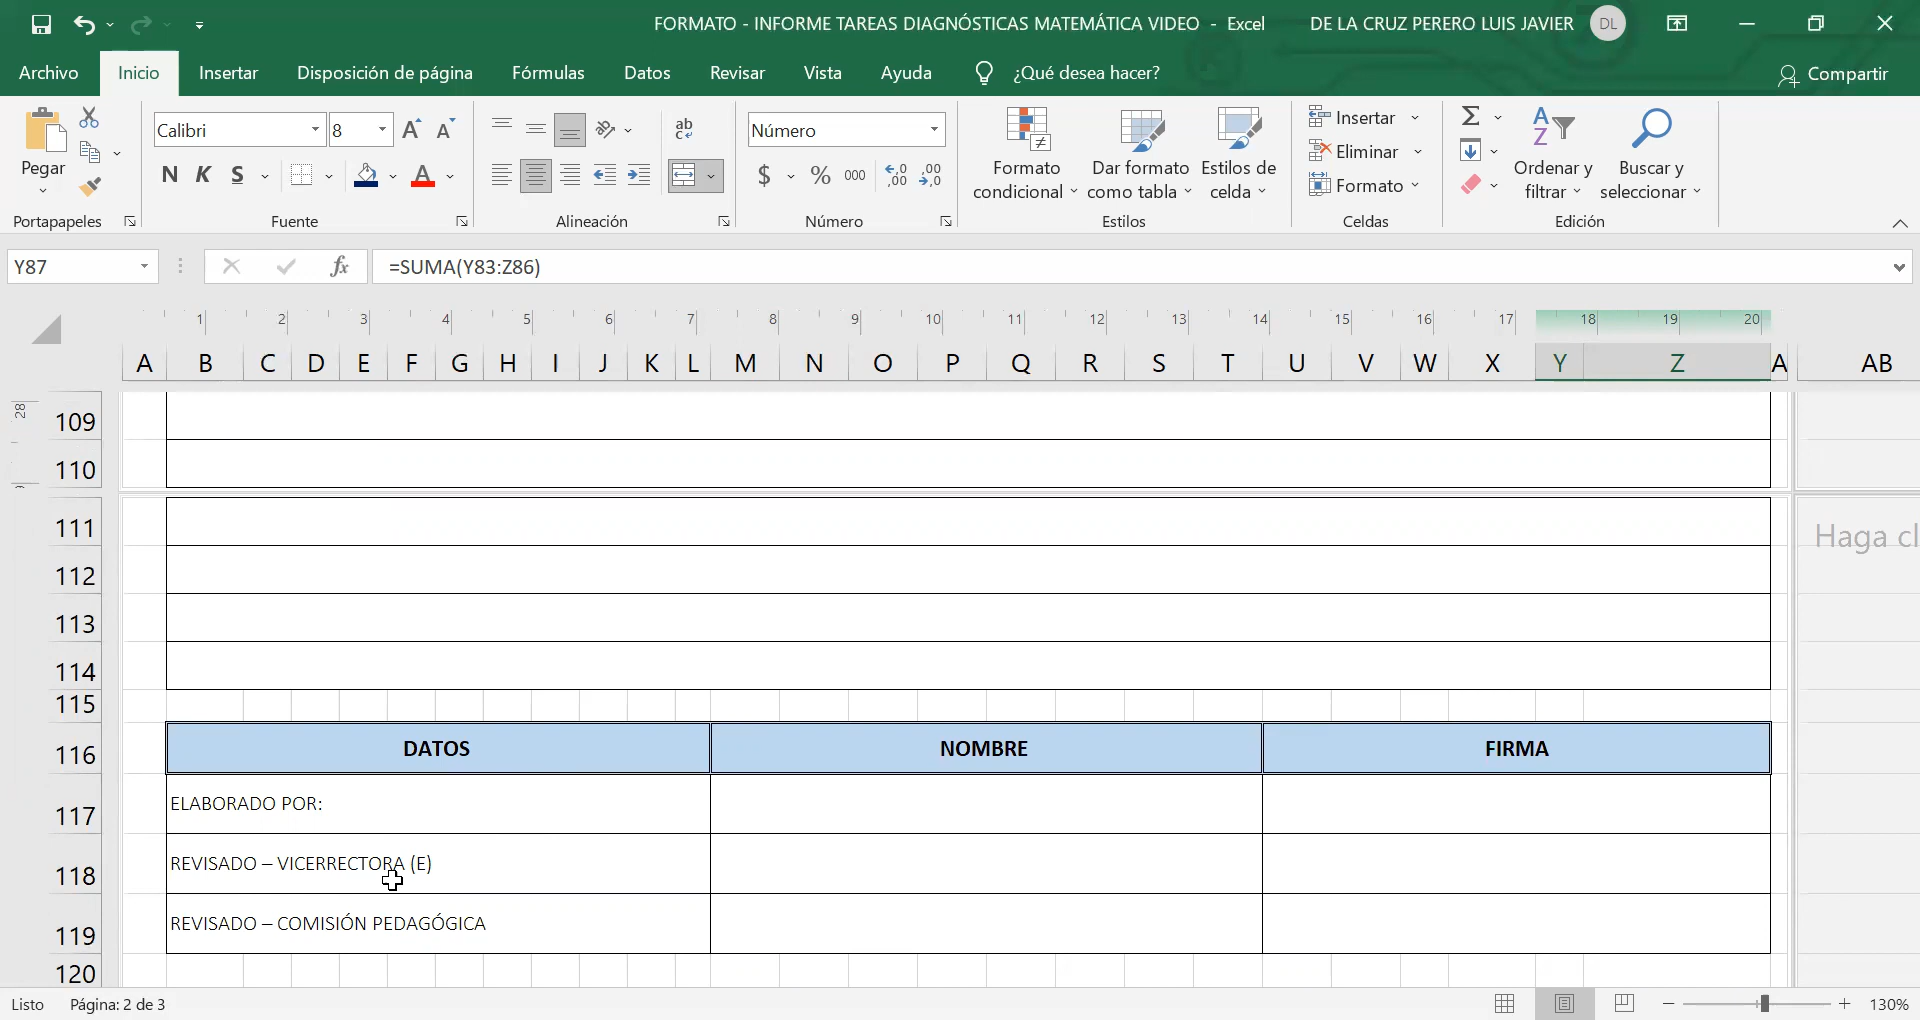 FORMATO - INFORME TAREAS DIAGNÓSTICAS MATEMÁTICA VIDEO - Excel
DE LA CRUZ PERERO LUIS JAVIER DL
Archivo Inicio Insertar Disposición de página Fórmulas Datos Revisar Vista Ayuda ¿Qué desea hacer? Compartir
Pegar
Portapapeles
Calibri 8
N K S
Fuente
Alineación
Número
$ % 000
Número
Formato condicional
Dar formato como tabla
Estilos de celda
Estilos
Insertar
Eliminar
Formato
Celdas
Ordenar y filtrar
Buscar y seleccionar
Edición
Y87 fx =SUMA(Y83:Z86)
1 2 3 4 5 6 7 8 9 10 11 12 13 14 15 16 17 18 19 20
A B C D E F G H I J K L M N O P Q R S T U V W X Y Z A AB
28
109
110
111
Haga cl
112
113
114
115
116 DATOS NOMBRE FIRMA
117 ELABORADO POR:
118 REVISADO – VICERRECTORA (E)
119 REVISADO – COMISIÓN PEDAGÓGICA
120
Listo Página: 2 de 3 130%